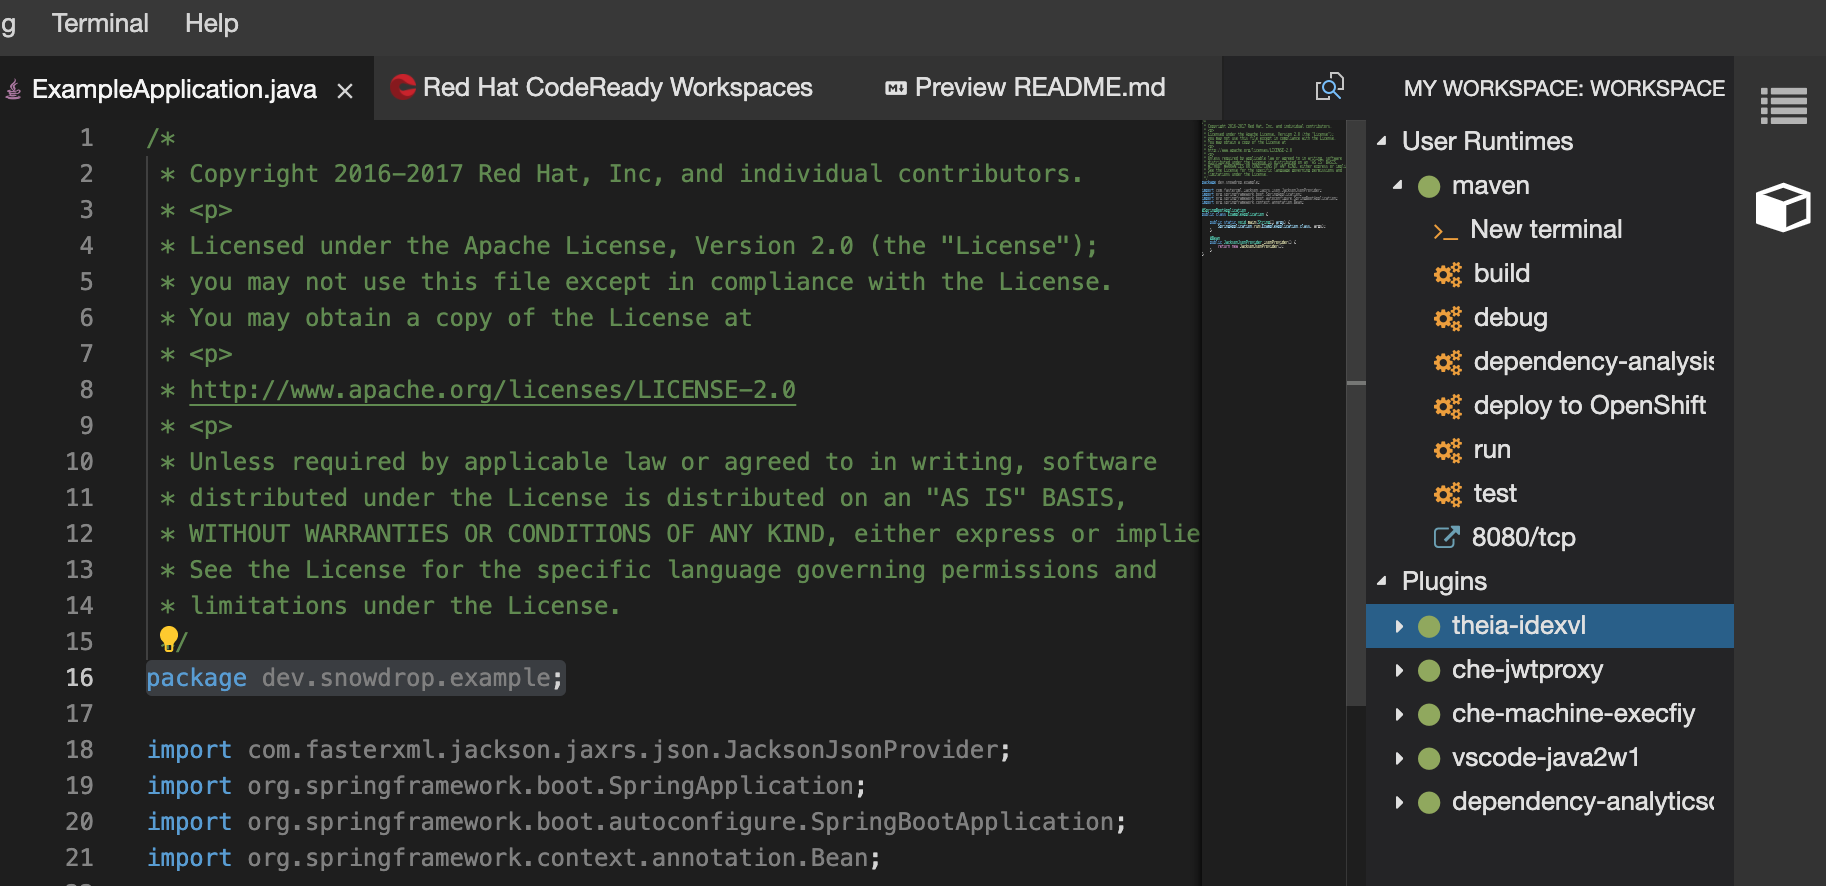 g Terminal Help
ExampleApplication.java × Red Hat CodeReady Workspaces M↓ Preview README.md
1 /*
2 * Copyright 2016-2017 Red Hat, Inc, and individual contributors.
3 * <p>
4 * Licensed under the Apache License, Version 2.0 (the "License");
5 * you may not use this file except in compliance with the License.
6 * You may obtain a copy of the License at
7 * <p>
8 * http://www.apache.org/licenses/LICENSE-2.0
9 * <p>
10 * Unless required by applicable law or agreed to in writing, software
11 * distributed under the License is distributed on an "AS IS" BASIS,
12 * WITHOUT WARRANTIES OR CONDITIONS OF ANY KIND, either express or implie
13 * See the License for the specific language governing permissions and
14 * limitations under the License.
15 /
16 package dev.snowdrop.example;
17
18 import com.fasterxml.jackson.jaxrs.json.JacksonJsonProvider;
19 import org.springframework.boot.SpringApplication;
20 import org.springframework.boot.autoconfigure.SpringBootApplication;
21 import org.springframework.context.annotation.Bean;
MY WORKSPACE: WORKSPACE
User Runtimes
maven
>_ New terminal
build
debug
dependency-analysis
deploy to OpenShift
run
test
8080/tcp
Plugins
theia-idexvl
che-jwtproxy
che-machine-execfiy
vscode-java2w1
dependency-analytics